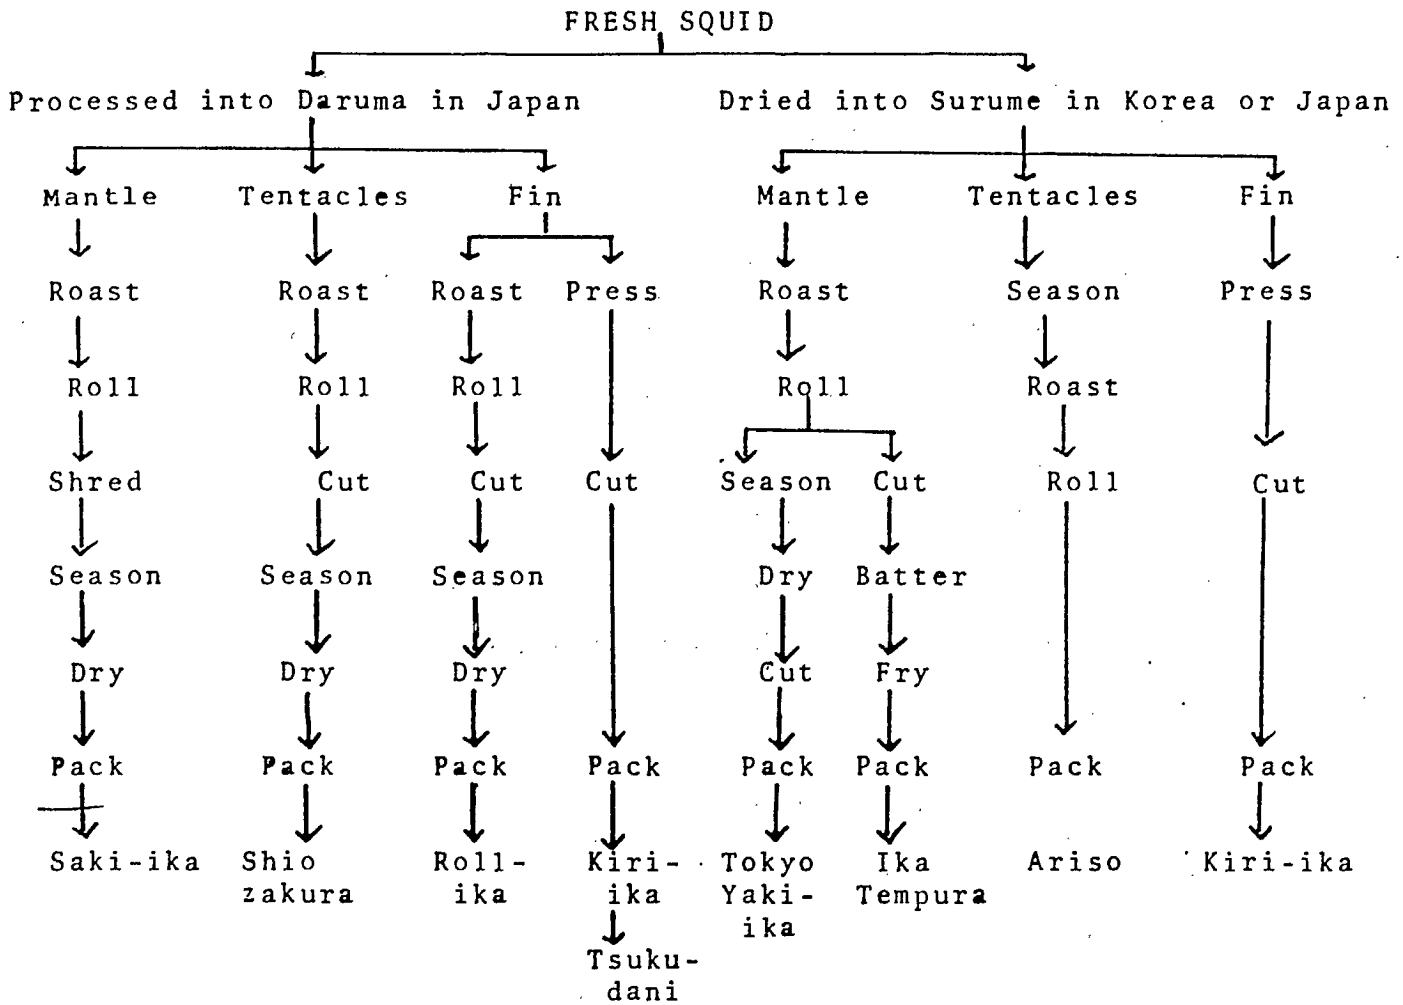 FRESH SQUID
Processed into Daruma in Japan Dried into Surume in Korea or Japan
Mantle Tentacles Fin Mantle Tentacles Fin
Roast Roast Roast Press Roast Season Press
Roll Roll Roll Roll Roast
Shred Cut Cut Cut Season Cut Roll Cut
Season Season Season Dry Batter
Dry Dry Dry Cut Fry
Pack Pack Pack Pack Pack Pack Pack Pack
Saki-ika Shio Roll- Kiri- Tokyo Ika Ariso Kiri-ika
zakura ika ika Yaki- Tempura
ika
Tsuku-
dani